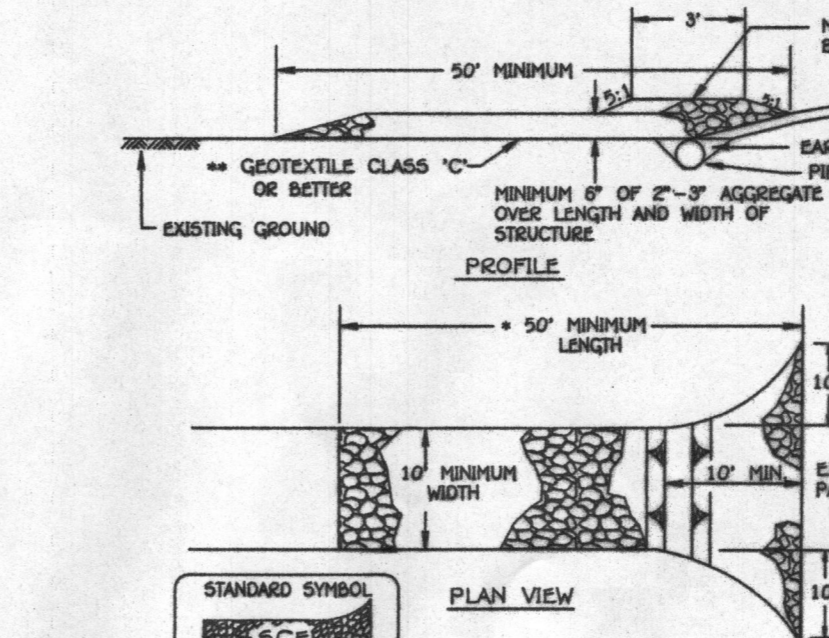 3'
50' MINIMUM
5:1
5:1
** GEOTEXTILE CLASS 'C'
OR BETTER
MINIMUM 6" OF 2"-3" AGGREGATE
OVER LENGTH AND WIDTH OF
STRUCTURE
EXISTING GROUND
PROFILE
* 50' MINIMUM
LENGTH
10' MINIMUM
WIDTH
10' MIN.
STANDARD SYMBOL
SCE
PLAN VIEW